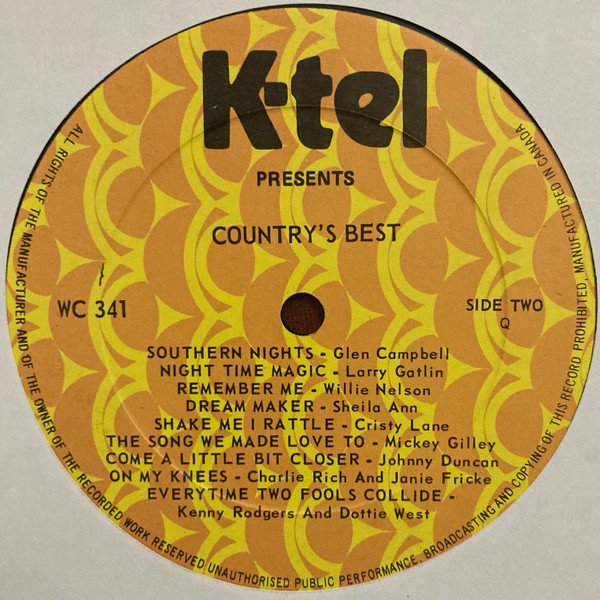 K-tel
PRESENTS
COUNTRY'S BEST
WC 341
SIDE TWO
Q
SOUTHERN NIGHTS - Glen Campbell
NIGHT TIME MAGIC - Larry Gatlin
REMEMBER ME - Willie Nelson
DREAM MAKER - Sheila Ann
SHAKE ME I RATTLE - Cristy Lane
THE SONG WE MADE LOVE TO - Mickey Gilley
COME A LITTLE BIT CLOSER - Johnny Duncan
ON MY KNEES - Charlie Rich And Janie Fricke
EVERYTIME TWO FOOLS COLLIDE -
Kenny Rodgers And Dottie West
ALL RIGHTS OF THE MANUFACTURER AND OF THE OWNER OF THE RECORDED WORK RESERVED UNAUTHORISED PUBLIC PERFORMANCE, BROADCASTING AND COPYING OF THIS RECORD PROHIBITED, MANUFACTURED IN CANADA